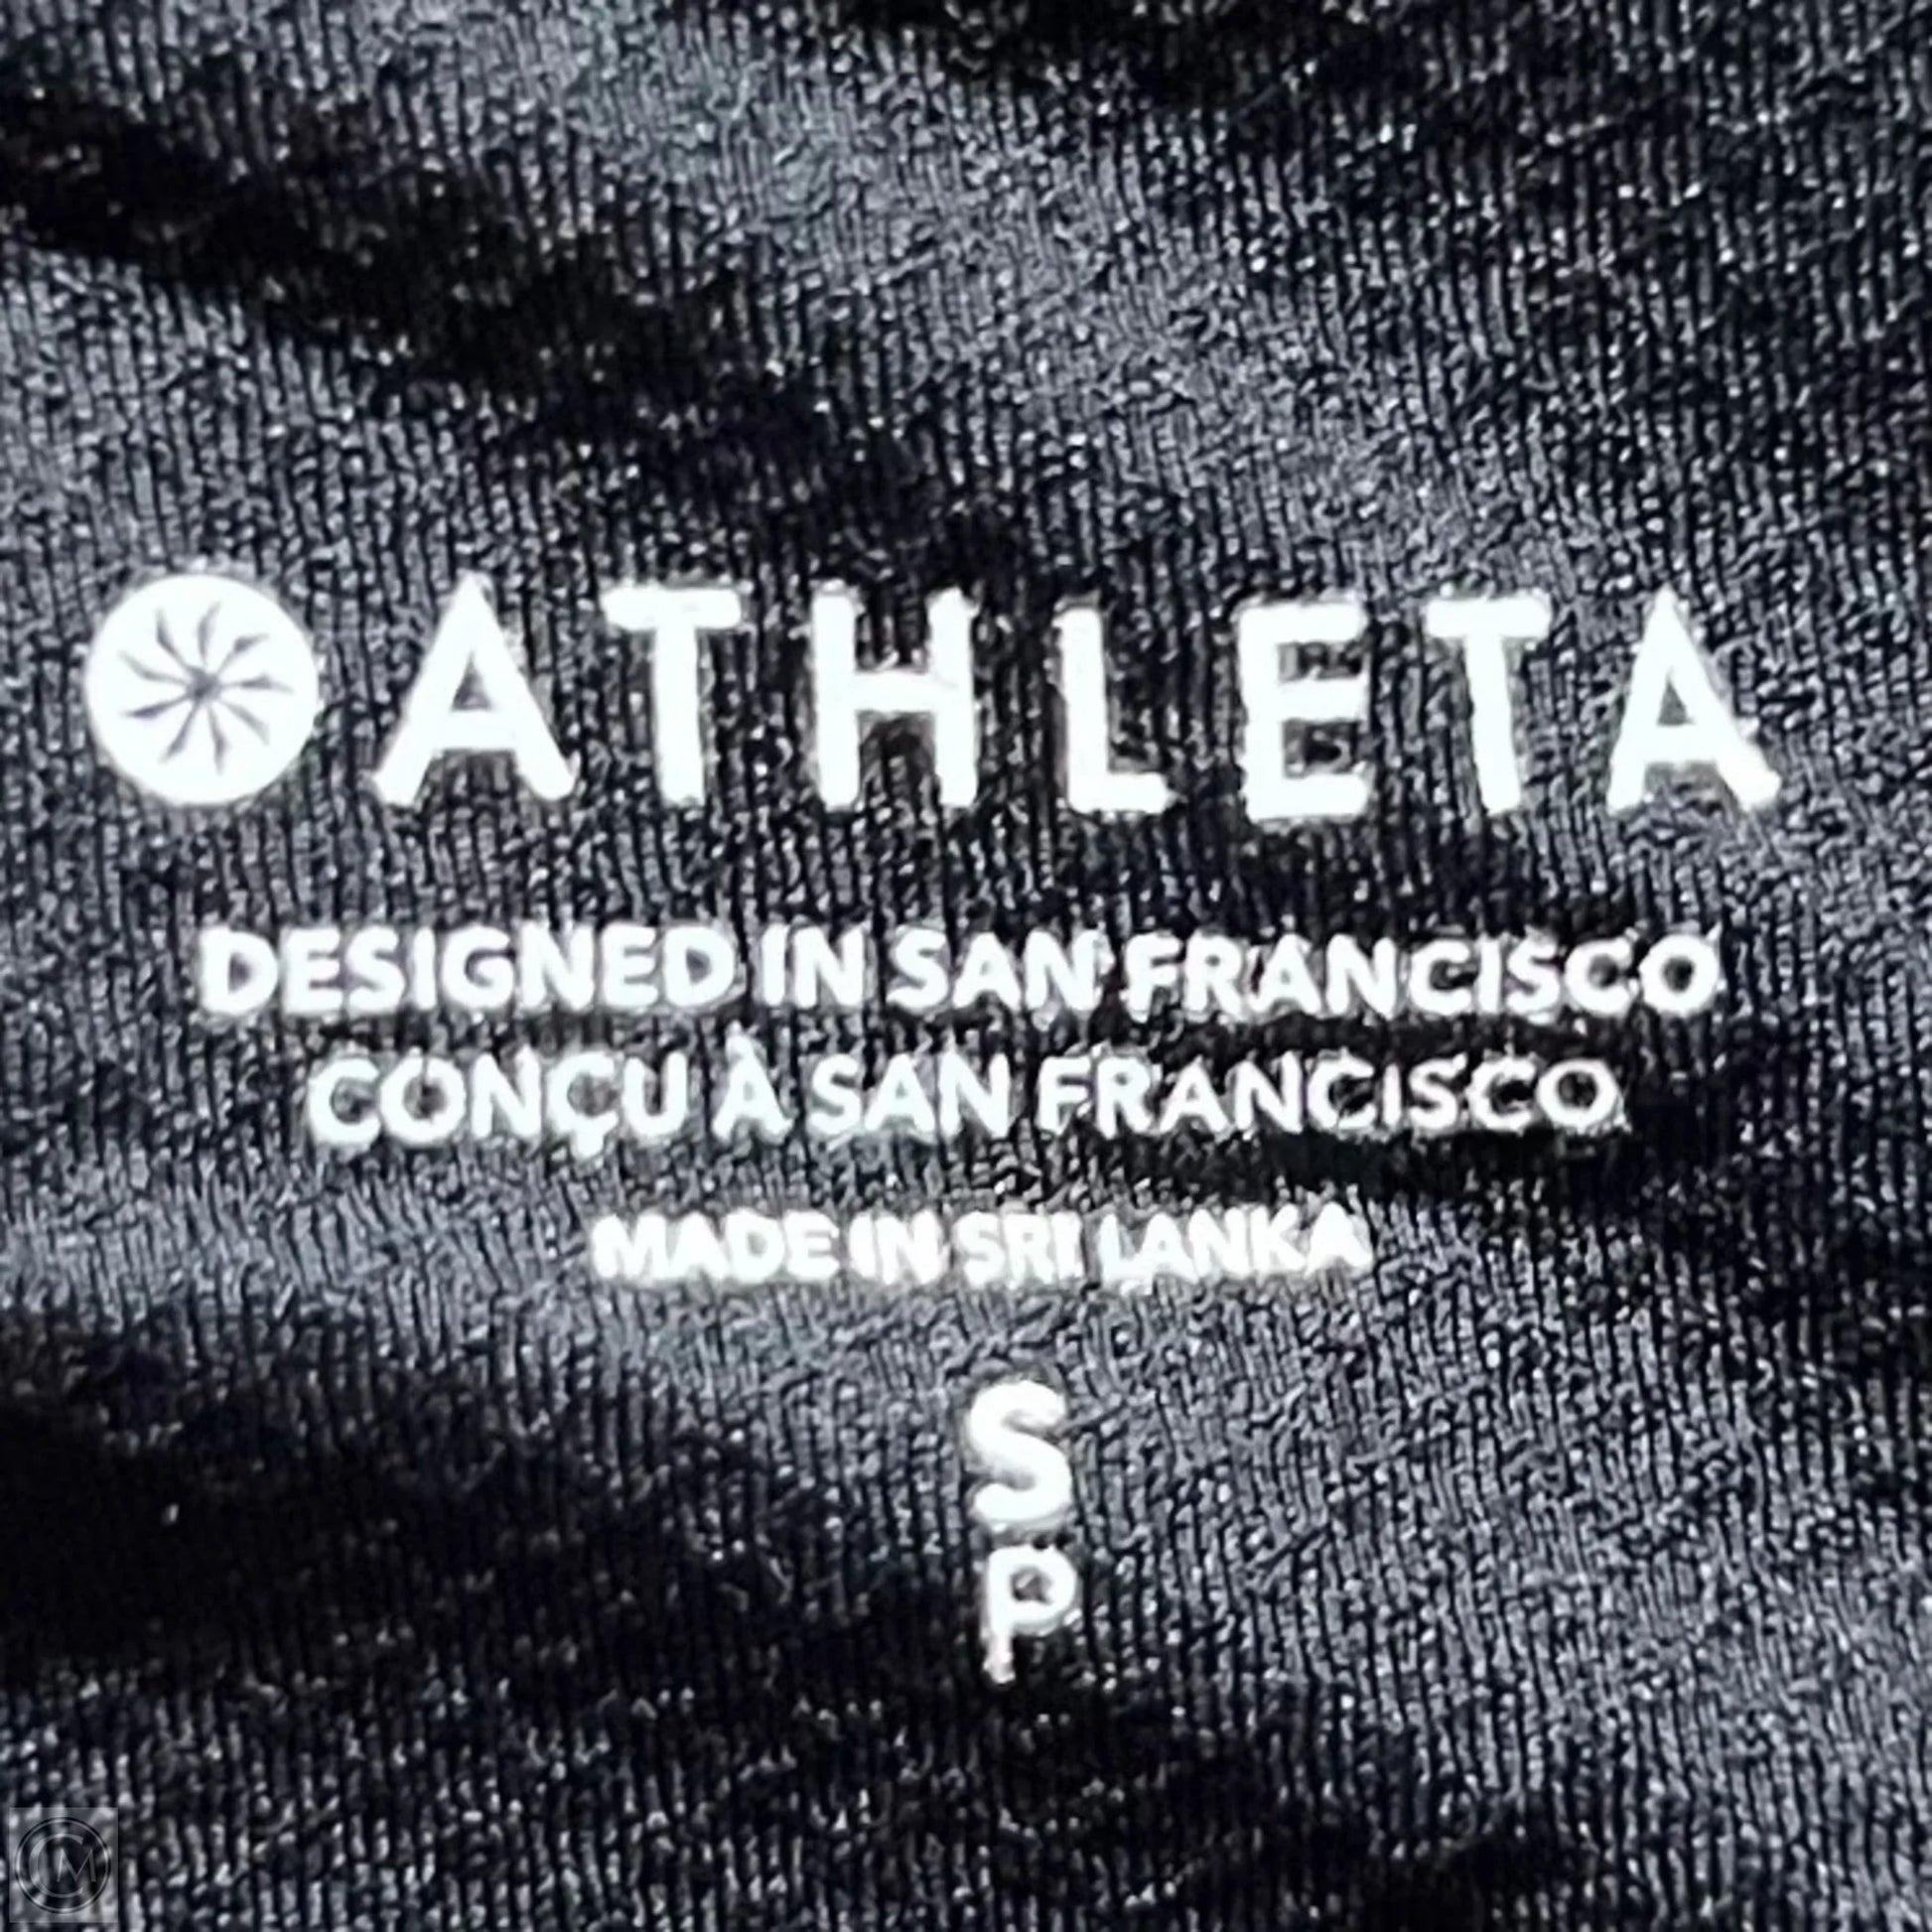 ATHLETA
DESIGNED IN SAN FRANCISCO
CONÇU À SAN FRANCISCO
MADE IN SRI LANKA
S
P